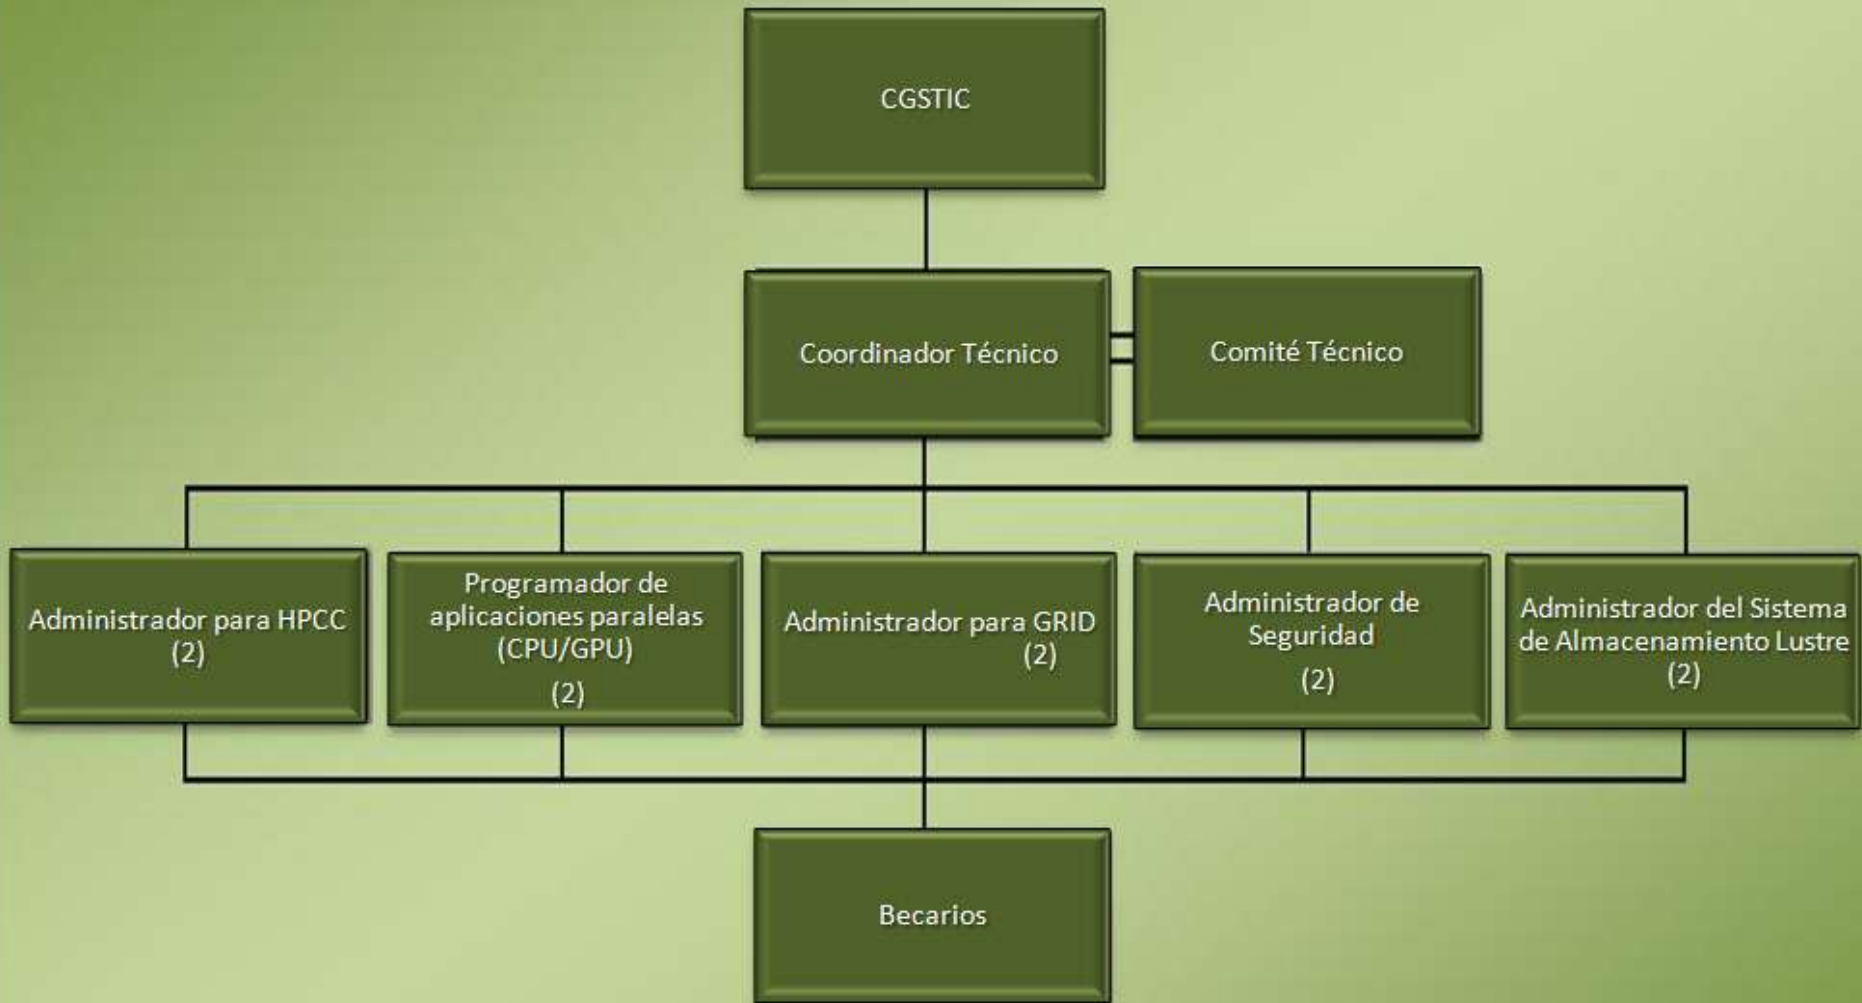 CGSTIC
Coordinador Técnico
Comité Técnico
Administrador para HPCC
(2)
Programador de
aplicaciones paralelas
(CPU/GPU)
(2)
Administrador para GRID
(2)
Administrador de
Seguridad
(2)
Administrador del Sistema
de Almacenamiento Lustre
(2)
Becarios